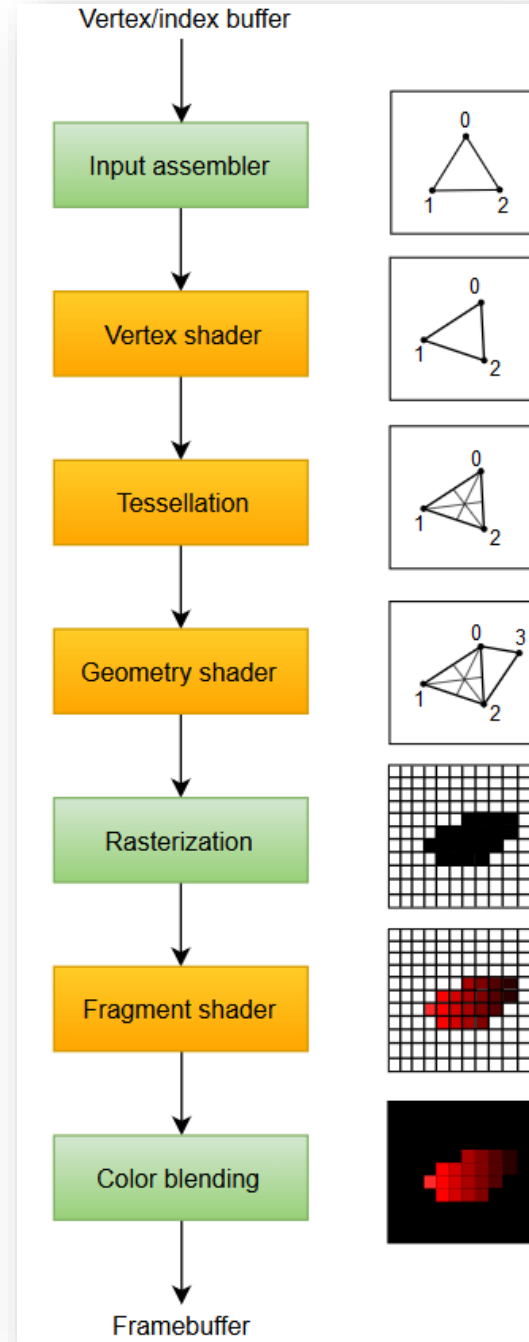 Vertex/index buffer
Input assembler
0
1
2
Vertex shader
0
1
2
Tessellation
0
1
2
Geometry shader
0
3
1
2
Rasterization
Fragment shader
Color blending
Framebuffer